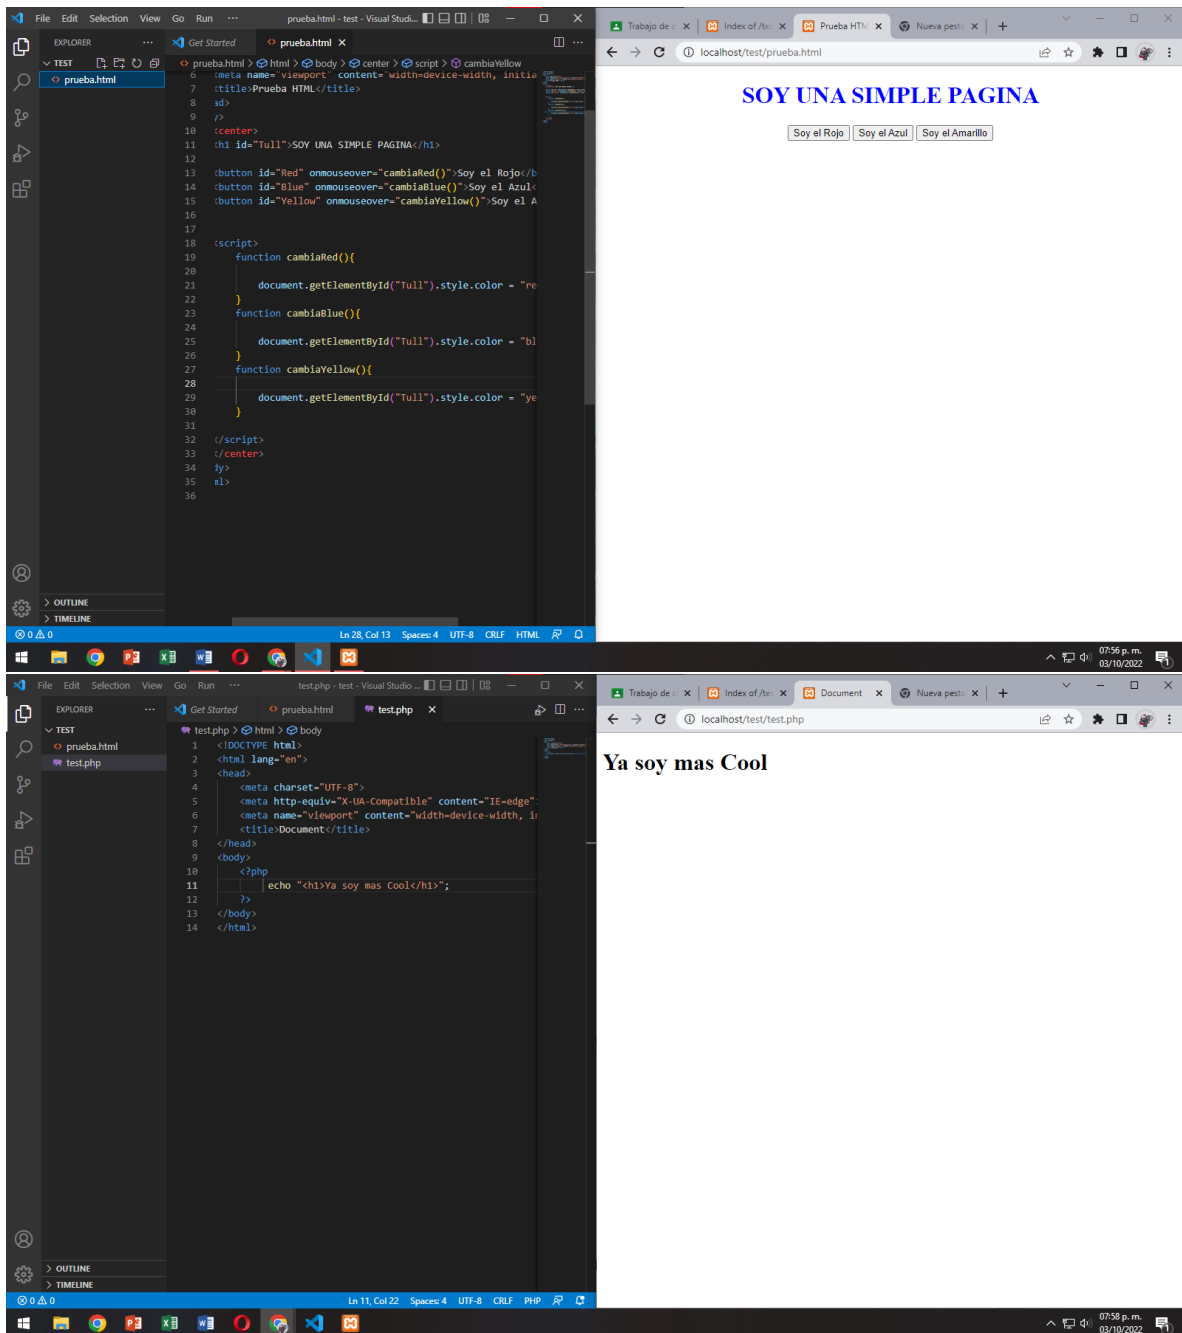 File Edit Selection View Go Run ··· prueba.html - test - Visual Studi...
EXPLORER ···
Get Started
prueba.html
TEST
prueba.html
prueba.html > html > body > center > script > cambiaYellow
6 <meta name="viewport" content="width=device-width, initia
7 :title>Prueba HTML</title>
8 ad>
9 />
10 :center>
11 :h1 id="Tull">SOY UNA SIMPLE PAGINA</h1>
12
13 :button id="Red" onmouseover="cambiaRed()">Soy el Rojo</b
14 :button id="Blue" onmouseover="cambiaBlue()">Soy el Azul<
15 :button id="Yellow" onmouseover="cambiaYellow()">Soy el A
16
17
18 :script>
19 function cambiaRed(){
20
21 document.getElementById("Tull").style.color = "re
22 }
23 function cambiaBlue(){
24
25 document.getElementById("Tull").style.color = "bl
26 }
27 function cambiaYellow(){
28
29 document.getElementById("Tull").style.color = "ye
30 }
31
32 :/script>
33 :/center>
34 dy>
35 ml>
36
OUTLINE
TIMELINE
0 0 Ln 28, Col 13 Spaces: 4 UTF-8 CRLF HTML
Trabajo de c Index of /tes Prueba HTM Nueva pest
localhost/test/prueba.html
SOY UNA SIMPLE PAGINA
Soy el Rojo Soy el Azul Soy el Amarillo
07:56 p. m.
03/10/2022
File Edit Selection View Go Run ··· test.php - test - Visual Studio ...
EXPLORER ···
Get Started
prueba.html
test.php
TEST
prueba.html
test.php
test.php > html > body
1 <!DOCTYPE html>
2 <html lang="en">
3 <head>
4 <meta charset="UTF-8">
5 <meta http-equiv="X-UA-Compatible" content="IE=edge"
6 <meta name="viewport" content="width=device-width, in
7 <title>Document</title>
8 </head>
9 <body>
10 <?php
11 echo "<h1>Ya soy mas Cool</h1>";
12 ?>
13 </body>
14 </html>
OUTLINE
TIMELINE
0 0 Ln 11, Col 22 Spaces: 4 UTF-8 CRLF PHP
Trabajo de c Index of /tes Document Nueva pest
localhost/test/test.php
Ya soy mas Cool
07:58 p. m.
03/10/2022